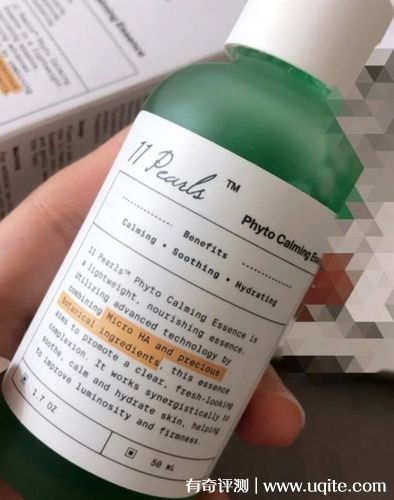 Calming Essence
11 Pearls™
Phyto Calming
Benefits
Calming • Soothing • Hydrating
11 Pearls™ Phyto Calming Essence is
a lightweight, nourishing essence.
Utilizing advanced technology by
combining Micro HA and precious
botanical ingredients, this essence
aims to promote a clear, fresh-looking
complexion. It works synergistically to
soothe, calm and hydrate skin, helping
to improve luminosity and firmness.
1.7 OZ
50 mL
有奇评测 | www.uqite.com